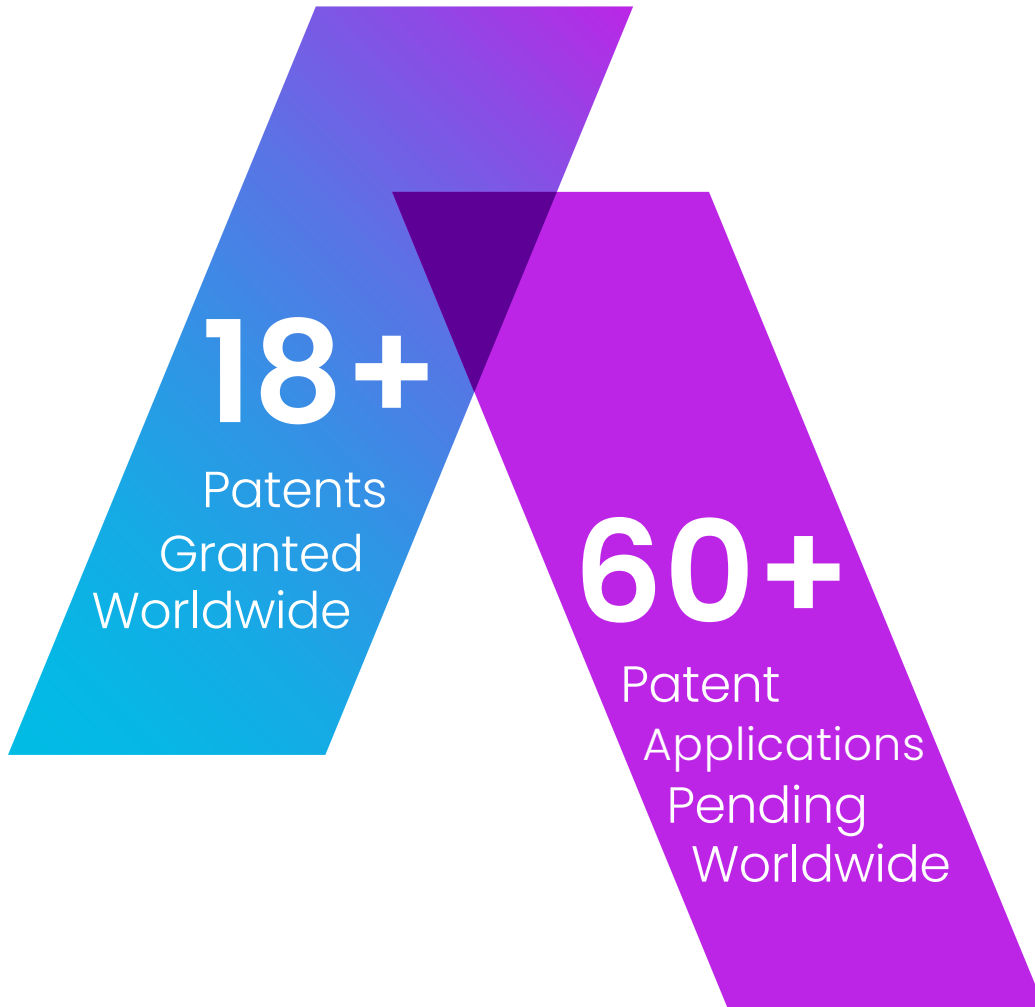 18+
Patents
Granted
Worldwide
60+
Patent
Applications
Pending
Worldwide